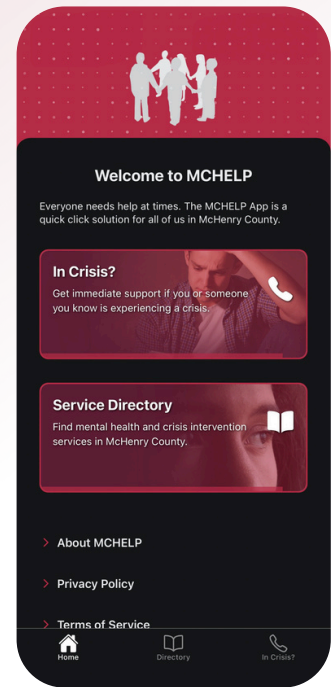 Welcome to MCHELP
Everyone needs help at times. The MCHELP App is a
quick click solution for all of us in McHenry County.
In Crisis?
Get immediate support if you or someone
you know is experiencing a crisis.
Service Directory
Find mental health and crisis intervention
services in McHenry County.
About MCHELP
Privacy Policy
Terms of Service
Home
Directory
In Crisis?